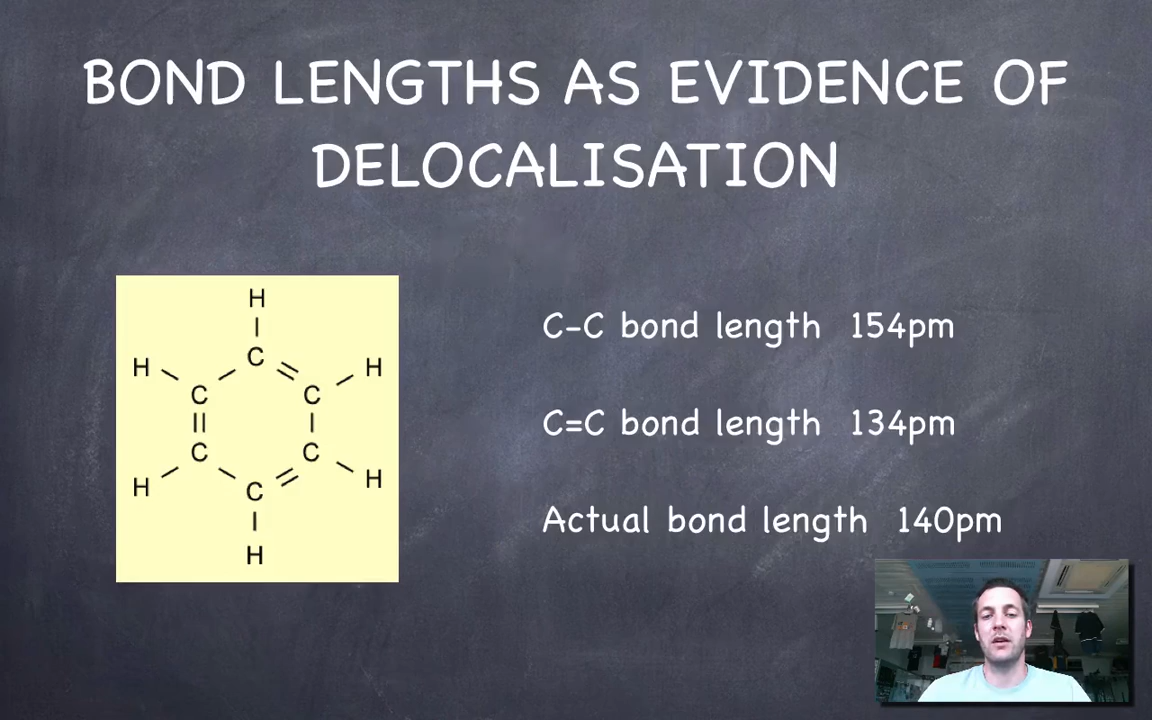 BOND LENGTHS AS EVIDENCE OF
DELOCALISATION
H
H C H
C C
C C
H C H
H
C-C bond length 154pm
C=C bond length 134pm
Actual bond length 140pm